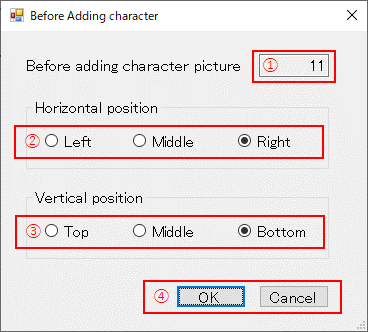 Before Adding character
Before adding character picture ① 11
Horizontal position
② Left Middle Right
Vertical position
③ Top Middle Bottom
④ OK Cancel